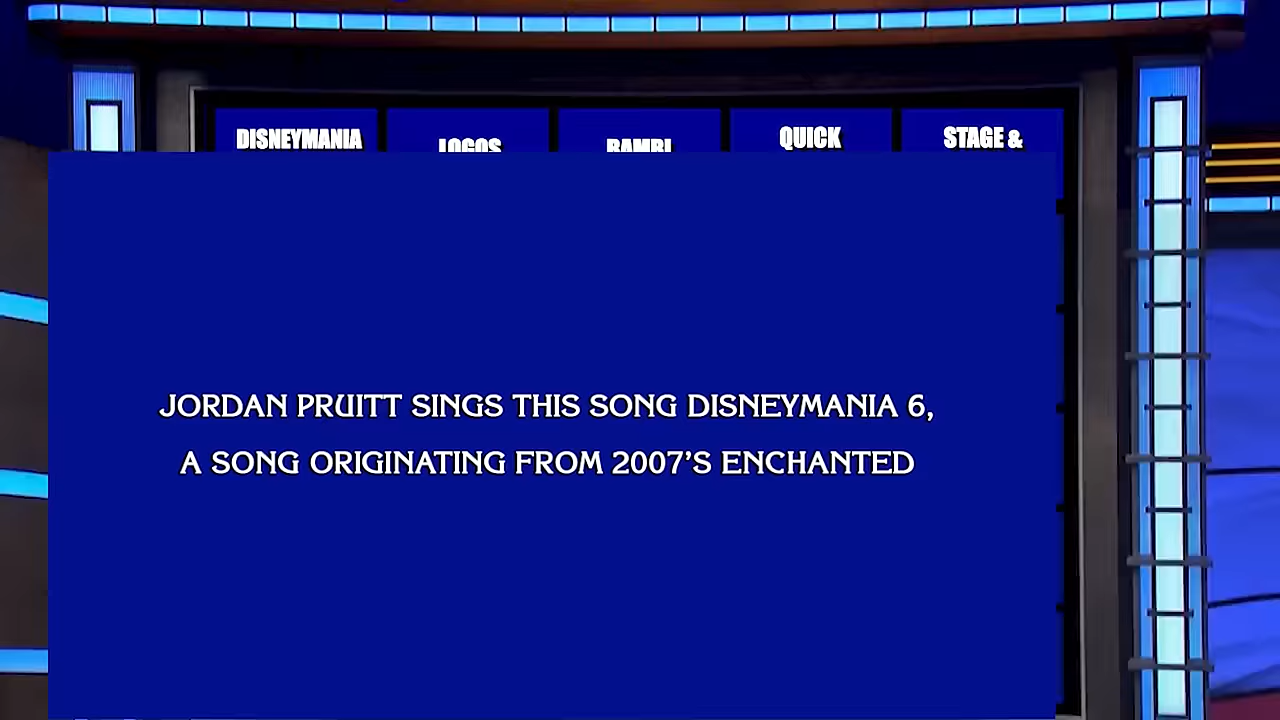 DISNEYMANIA
LOGOS
BAMBI
QUICK
STAGE &
JORDAN PRUITT SINGS THIS SONG DISNEYMANIA 6,
A SONG ORIGINATING FROM 2007'S ENCHANTED